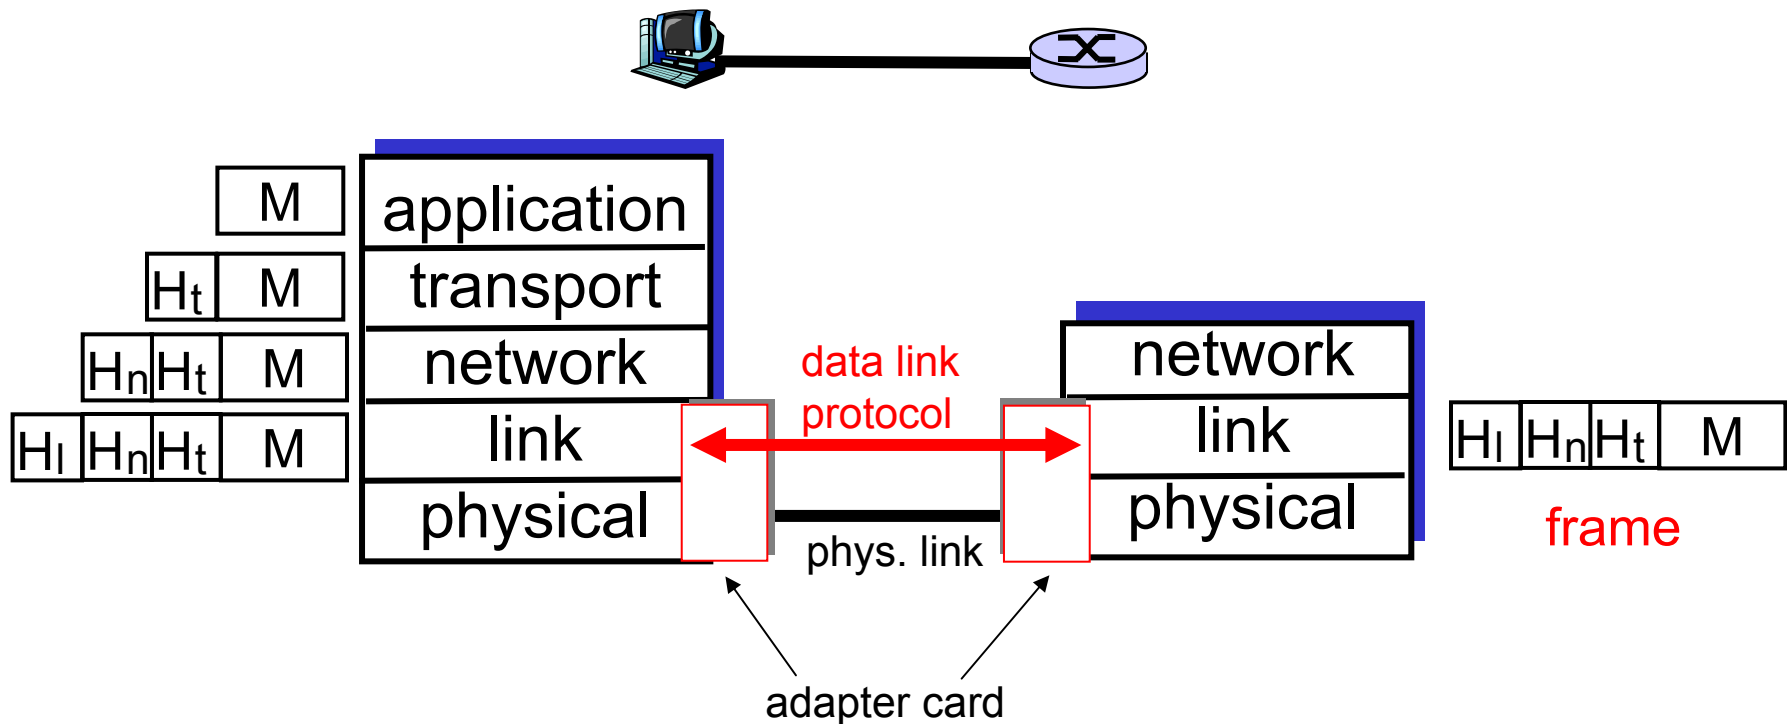 M
application
Ht M
transport
Hn Ht M
network
data link
protocol
network
Hl Hn Ht M
link
link
Hl Hn Ht M
physical
phys. link
physical
frame
adapter card